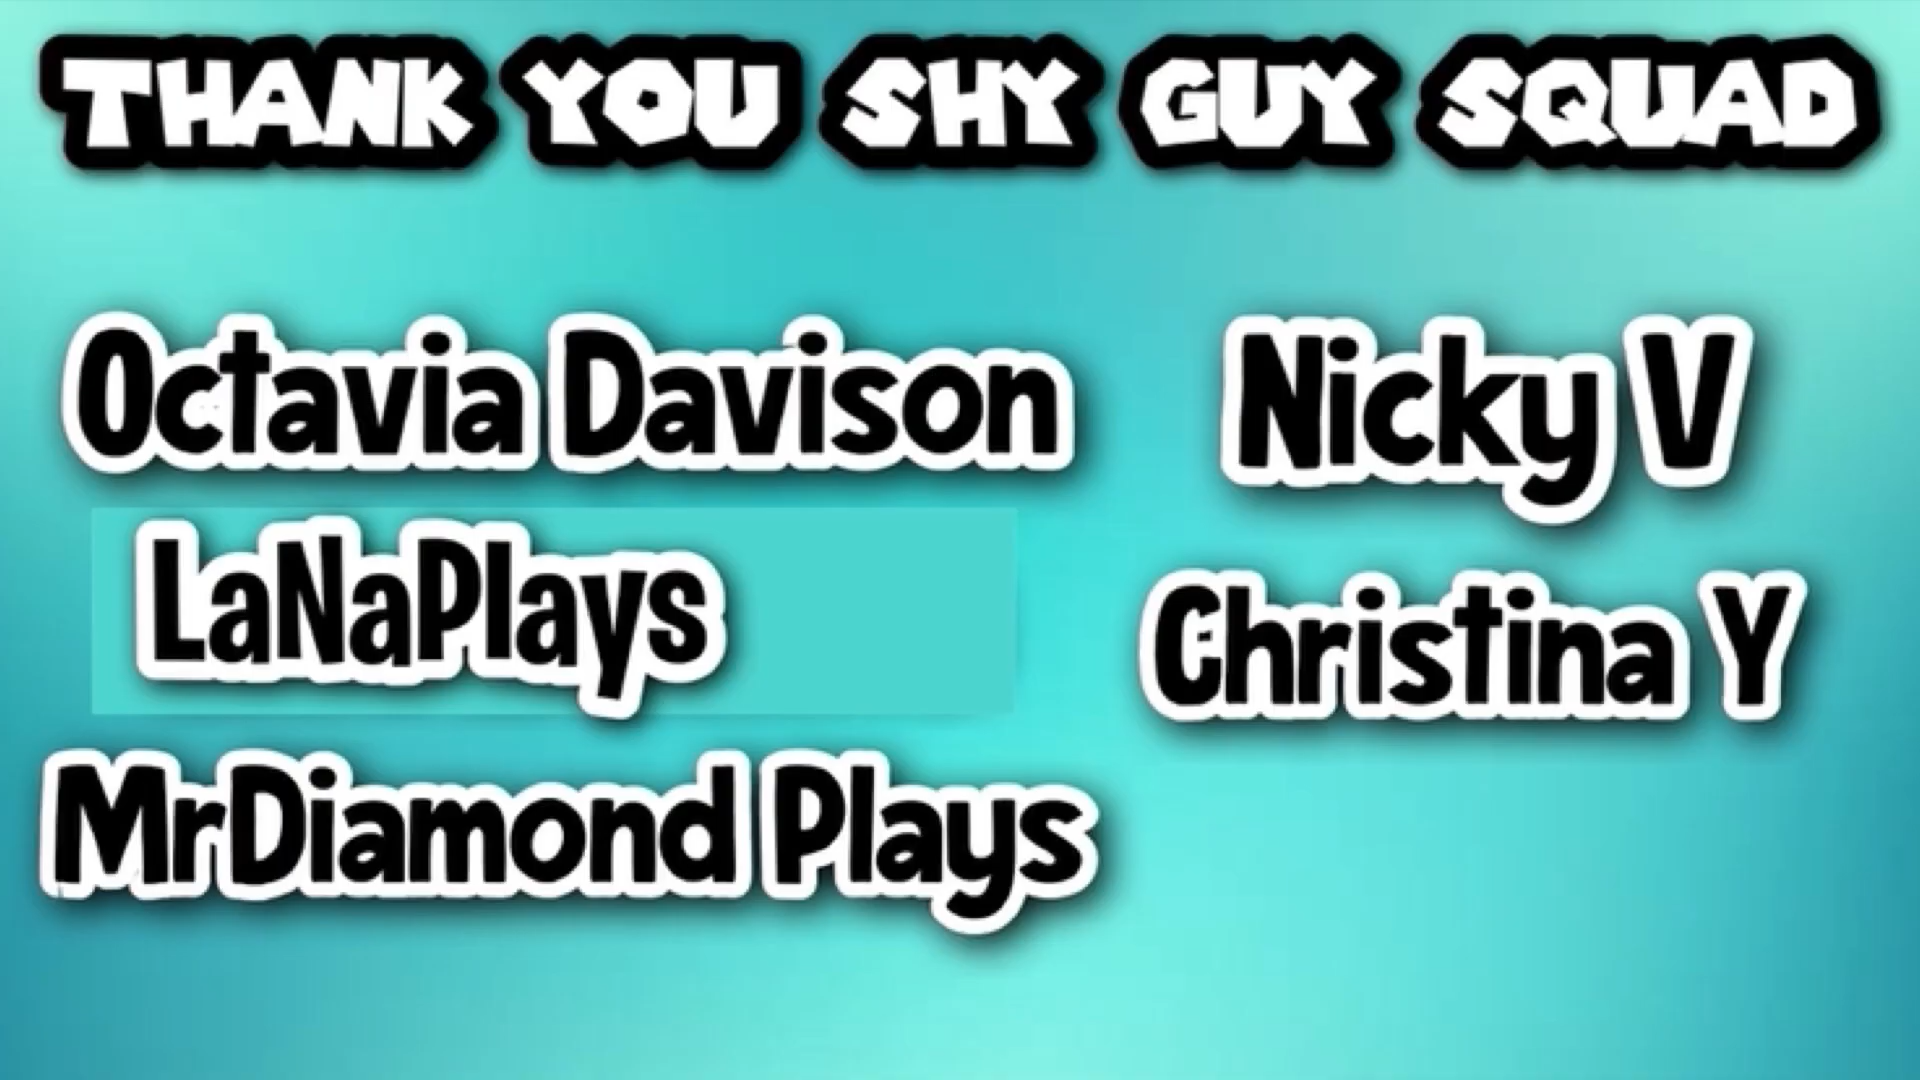 THANK YOU SHY GUY SQUAD
Octavia Davison
LaNaPlays
MrDiamond Plays
Nicky V
Christina Y